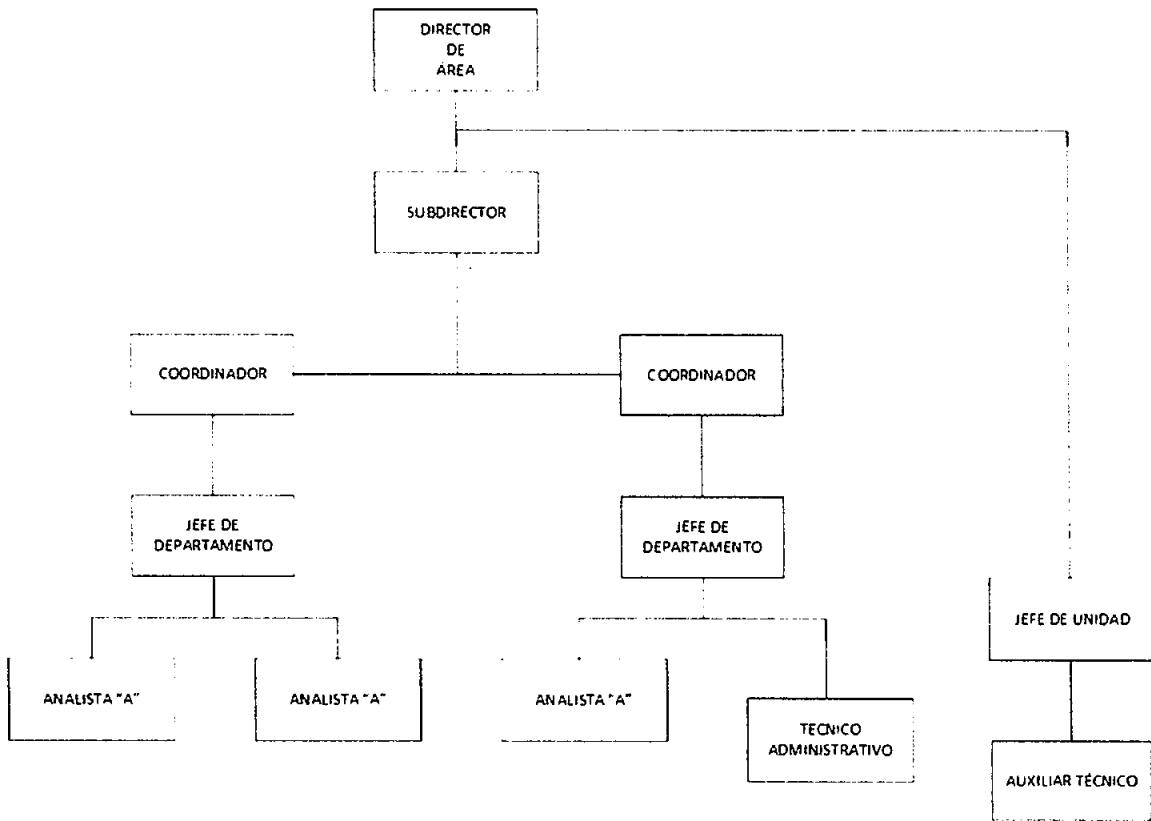 DIRECTOR
DE
ÁREA
SUBDIRECTOR
COORDINADOR
COORDINADOR
JEFE DE
DEPARTAMENTO
JEFE DE
DEPARTAMENTO
JEFE DE UNIDAD
ANALISTA "A"
ANALISTA "A"
ANALISTA "A"
TECNICO
ADMINISTRATIVO
AUXILIAR TÉCNICO